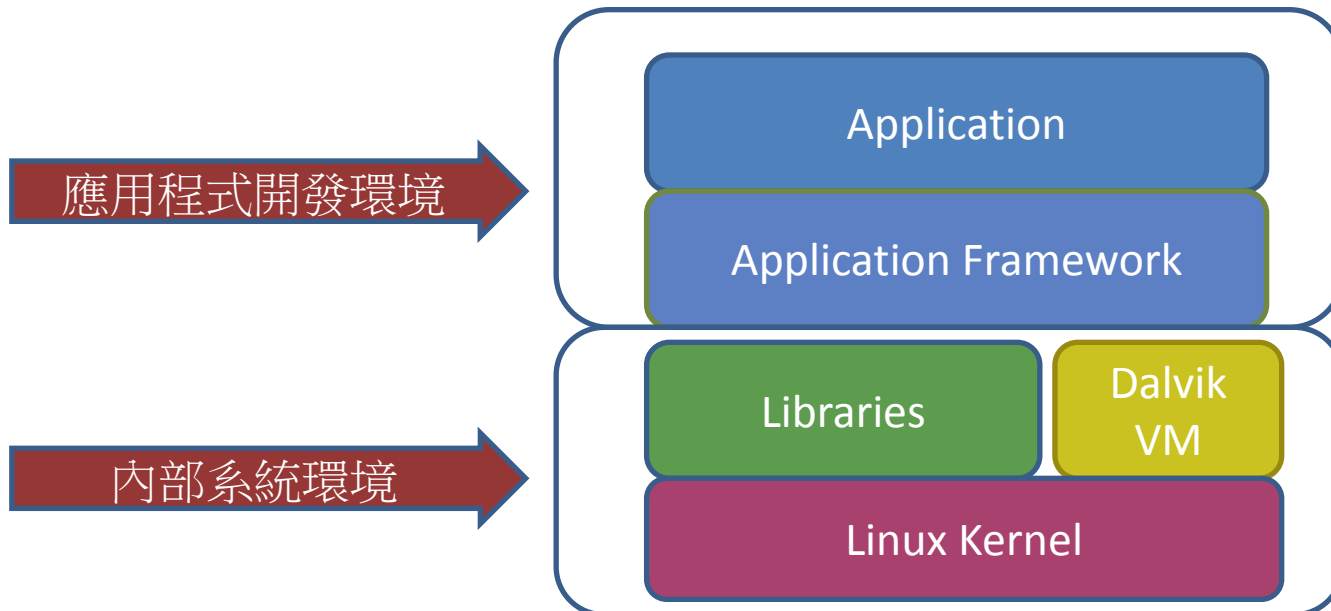 Application
應用程式開發環境
Application Framework
Libraries
Dalvik
VM
內部系統環境
Linux Kernel